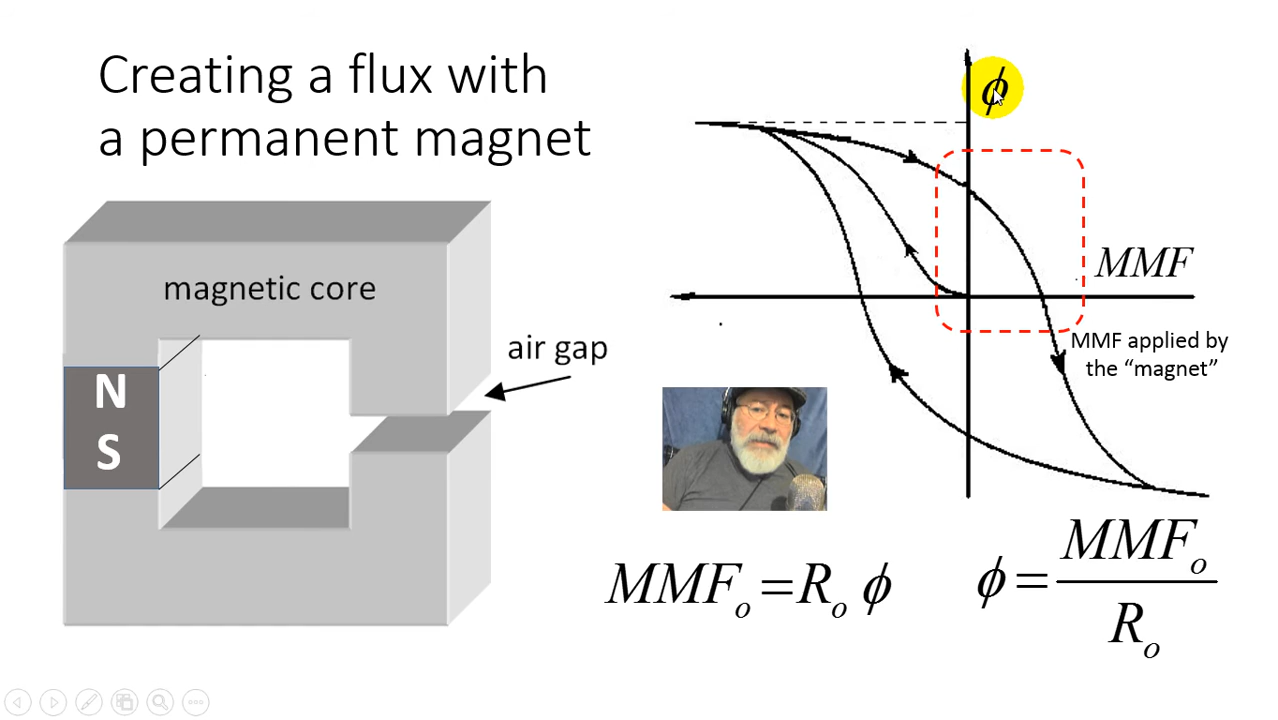 Creating a flux with
a permanent magnet
ϕ
magnetic core
MMF
air gap
MMF applied by
the “magnet”
N
S
MMFₒ = Rₒ ϕ
ϕ = MMFₒ / Rₒ